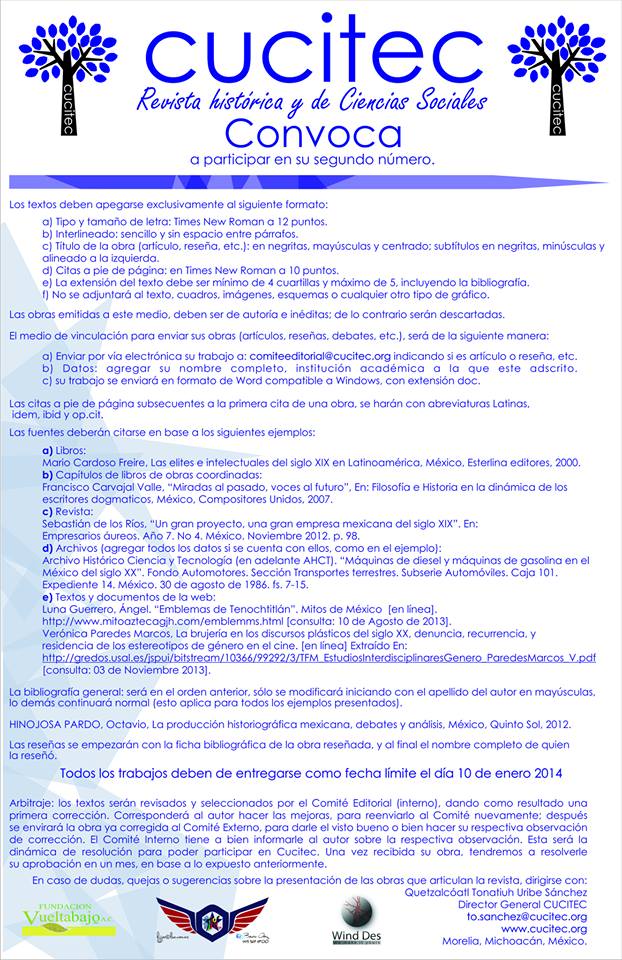 cucitec
cucitec
cucitec
Revista histórica y de Ciencias Sociales
Convoca
a participar en su segundo número.
Los textos deben apegarse exclusivamente al siguiente formato:
a) Tipo y tamaño de letra: Times New Roman a 12 puntos.
b) Interlineado: sencillo y sin espacio entre párrafos.
c) Título de la obra (artículo, reseña, etc.): en negritas, mayúsculas y centrado; subtítulos en negritas, minúsculas y
alineado a la izquierda.
d) Citas a pie de página: en Times New Roman a 10 puntos.
e) La extensión del texto debe ser mínimo de 4 cuartillas y máximo de 5, incluyendo la bibliografía.
f) No se adjuntará al texto, cuadros, imágenes, esquemas o cualquier otro tipo de gráfico.
Las obras emitidas a este medio, deben ser de autoría e inéditas; de lo contrario serán descartadas.
El medio de vinculación para enviar sus obras (artículos, reseñas, debates, etc.), será de la siguiente manera:
a) Enviar por vía electrónica su trabajo a: comiteeditorial@cucitec.org indicando si es artículo o reseña, etc.
b) Datos: agregar su nombre completo, institución académica a la que este adscrito.
c) su trabajo se enviará en formato de Word compatible a Windows, con extensión doc.
Las citas a pie de página subsecuentes a la primera cita de una obra, se harán con abreviaturas Latinas,
idem, ibid y op.cit.
Las fuentes deberán citarse en base a los siguientes ejemplos:
a) Libros:
Mario Cardoso Freire, Las elites e intelectuales del siglo XIX en Latinoamérica, México, Esterlina editores, 2000.
b) Capítulos de libros de obras coordinadas:
Francisco Carvajal Valle, “Miradas al pasado, voces al futuro”, En: Filosofía e Historia en la dinámica de los
escritores dogmaticos, México, Compositores Unidos, 2007.
c) Revista:
Sebastián de los Ríos, “Un gran proyecto, una gran empresa mexicana del siglo XIX”. En:
Empresarios áureos. Año 7. No 4. México. Noviembre 2012. p. 98.
d) Archivos (agregar todos los datos si se cuenta con ellos, como en el ejemplo):
Archivo Histórico Ciencia y Tecnología (en adelante AHCT). “Máquinas de diesel y máquinas de gasolina en el
México del siglo XX”. Fondo Automotores. Sección Transportes terrestres. Subserie Automóviles. Caja 101.
Expediente 14. México. 30 de agosto de 1986. fs. 7-15.
e) Textos y documentos de la web:
Luna Guerrero, Ángel. “Emblemas de Tenochtitlán”. Mitos de México [en línea].
http://www.mitoaztecagjh.com/emblemms.html [consulta: 10 de Agosto de 2013].
Verónica Paredes Marcos, La brujería en los discursos plásticos del siglo XX, denuncia, recurrencia, y
residencia de los estereotipos de género en el cine. [en línea] Extraído En:
http://gredos.usal.es/jspui/bitstream/10366/99292/3/TFM_EstudiosInterdisciplinaresGenero_ParedesMarcos_V.pdf
[consulta: 03 de Noviembre 2013].
La bibliografía general: será en el orden anterior, sólo se modificará iniciando con el apellido del autor en mayúsculas,
lo demás continuará normal (esto aplica para todos los ejemplos presentados).
HINOJOSA PARDO, Octavio, La producción historiográfica mexicana, debates y análisis, México, Quinto Sol, 2012.
Las reseñas se empezarán con la ficha bibliográfica de la obra reseñada, y al final el nombre completo de quien
la reseñó.
Todos los trabajos deben de entregarse como fecha límite el día 10 de enero 2014
Arbitraje: los textos serán revisados y seleccionados por el Comité Editorial (interno), dando como resultado una
primera corrección. Corresponderá al autor hacer las mejoras, para reenviarlo al Comité nuevamente; después
se envirará la obra ya corregida al Comité Externo, para darle el visto bueno o bien hacer su respectiva observación
de corrección. El Comité Interno tiene a bien informarle al autor sobre la respectiva observación. Esta será la
dinámica de resolución para poder participar en Cucitec. Una vez recibida su obra, tendremos a resolverle
su aprobación en un mes, en base a lo expuesto anteriormente.
En caso de dudas, quejas o sugerencias sobre la presentación de las obras que articulan la revista, dirigirse con:
Quetzalcóatl Tonatiuh Uribe Sánchez
Director General CUCITEC
to.sanchez@cucitec.org
www.cucitec.org
Morelia, Michoacán, México.
FUNDACION
Vueltabajo A.C.
Wind Des